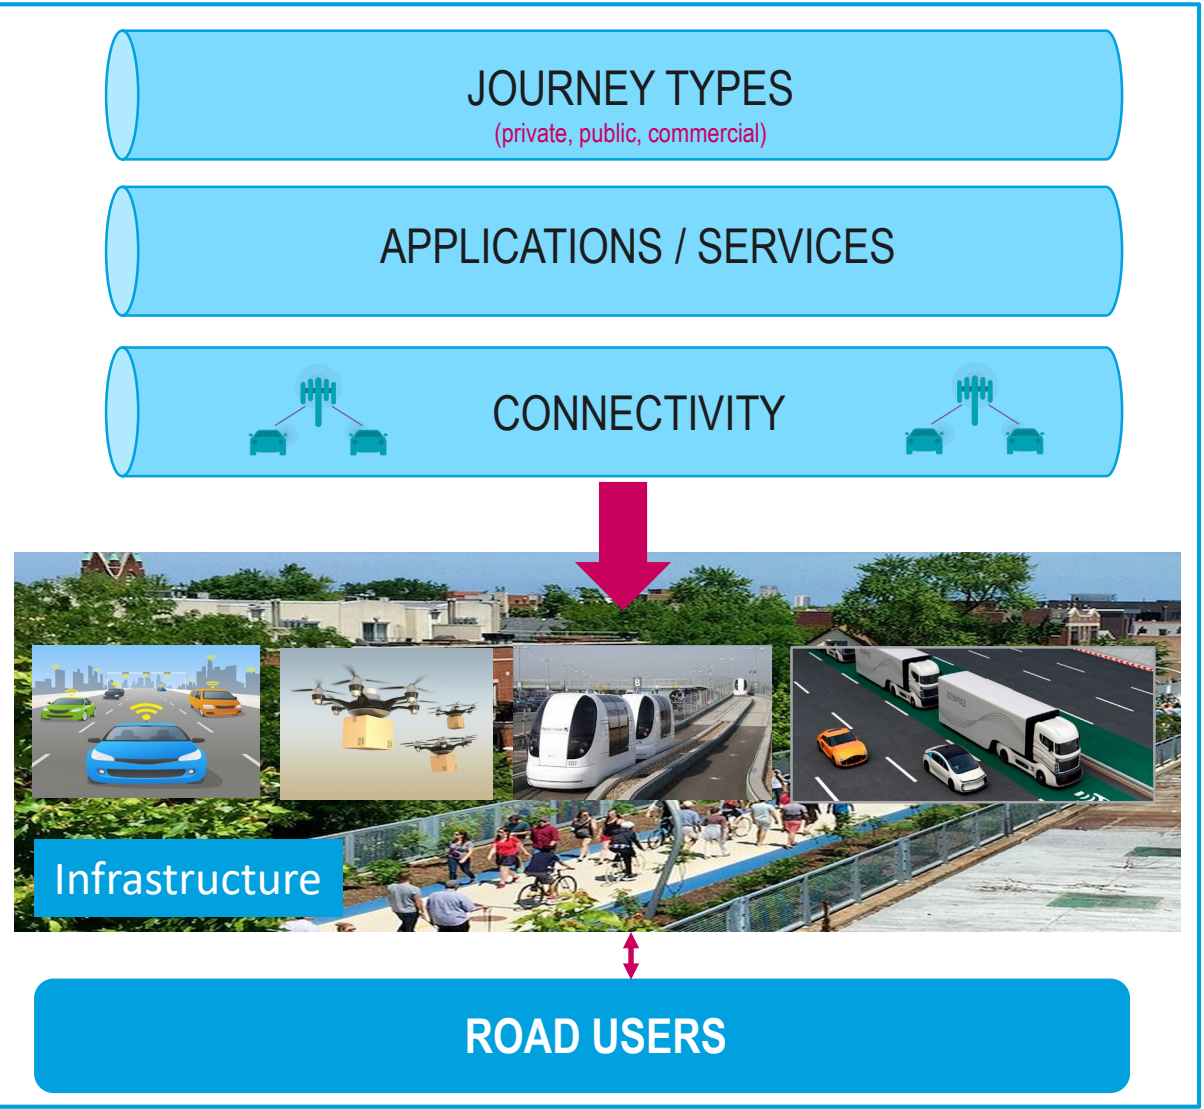 JOURNEY TYPES
(private, public, commercial)
APPLICATIONS / SERVICES
CONNECTIVITY
Infrastructure
ROAD USERS